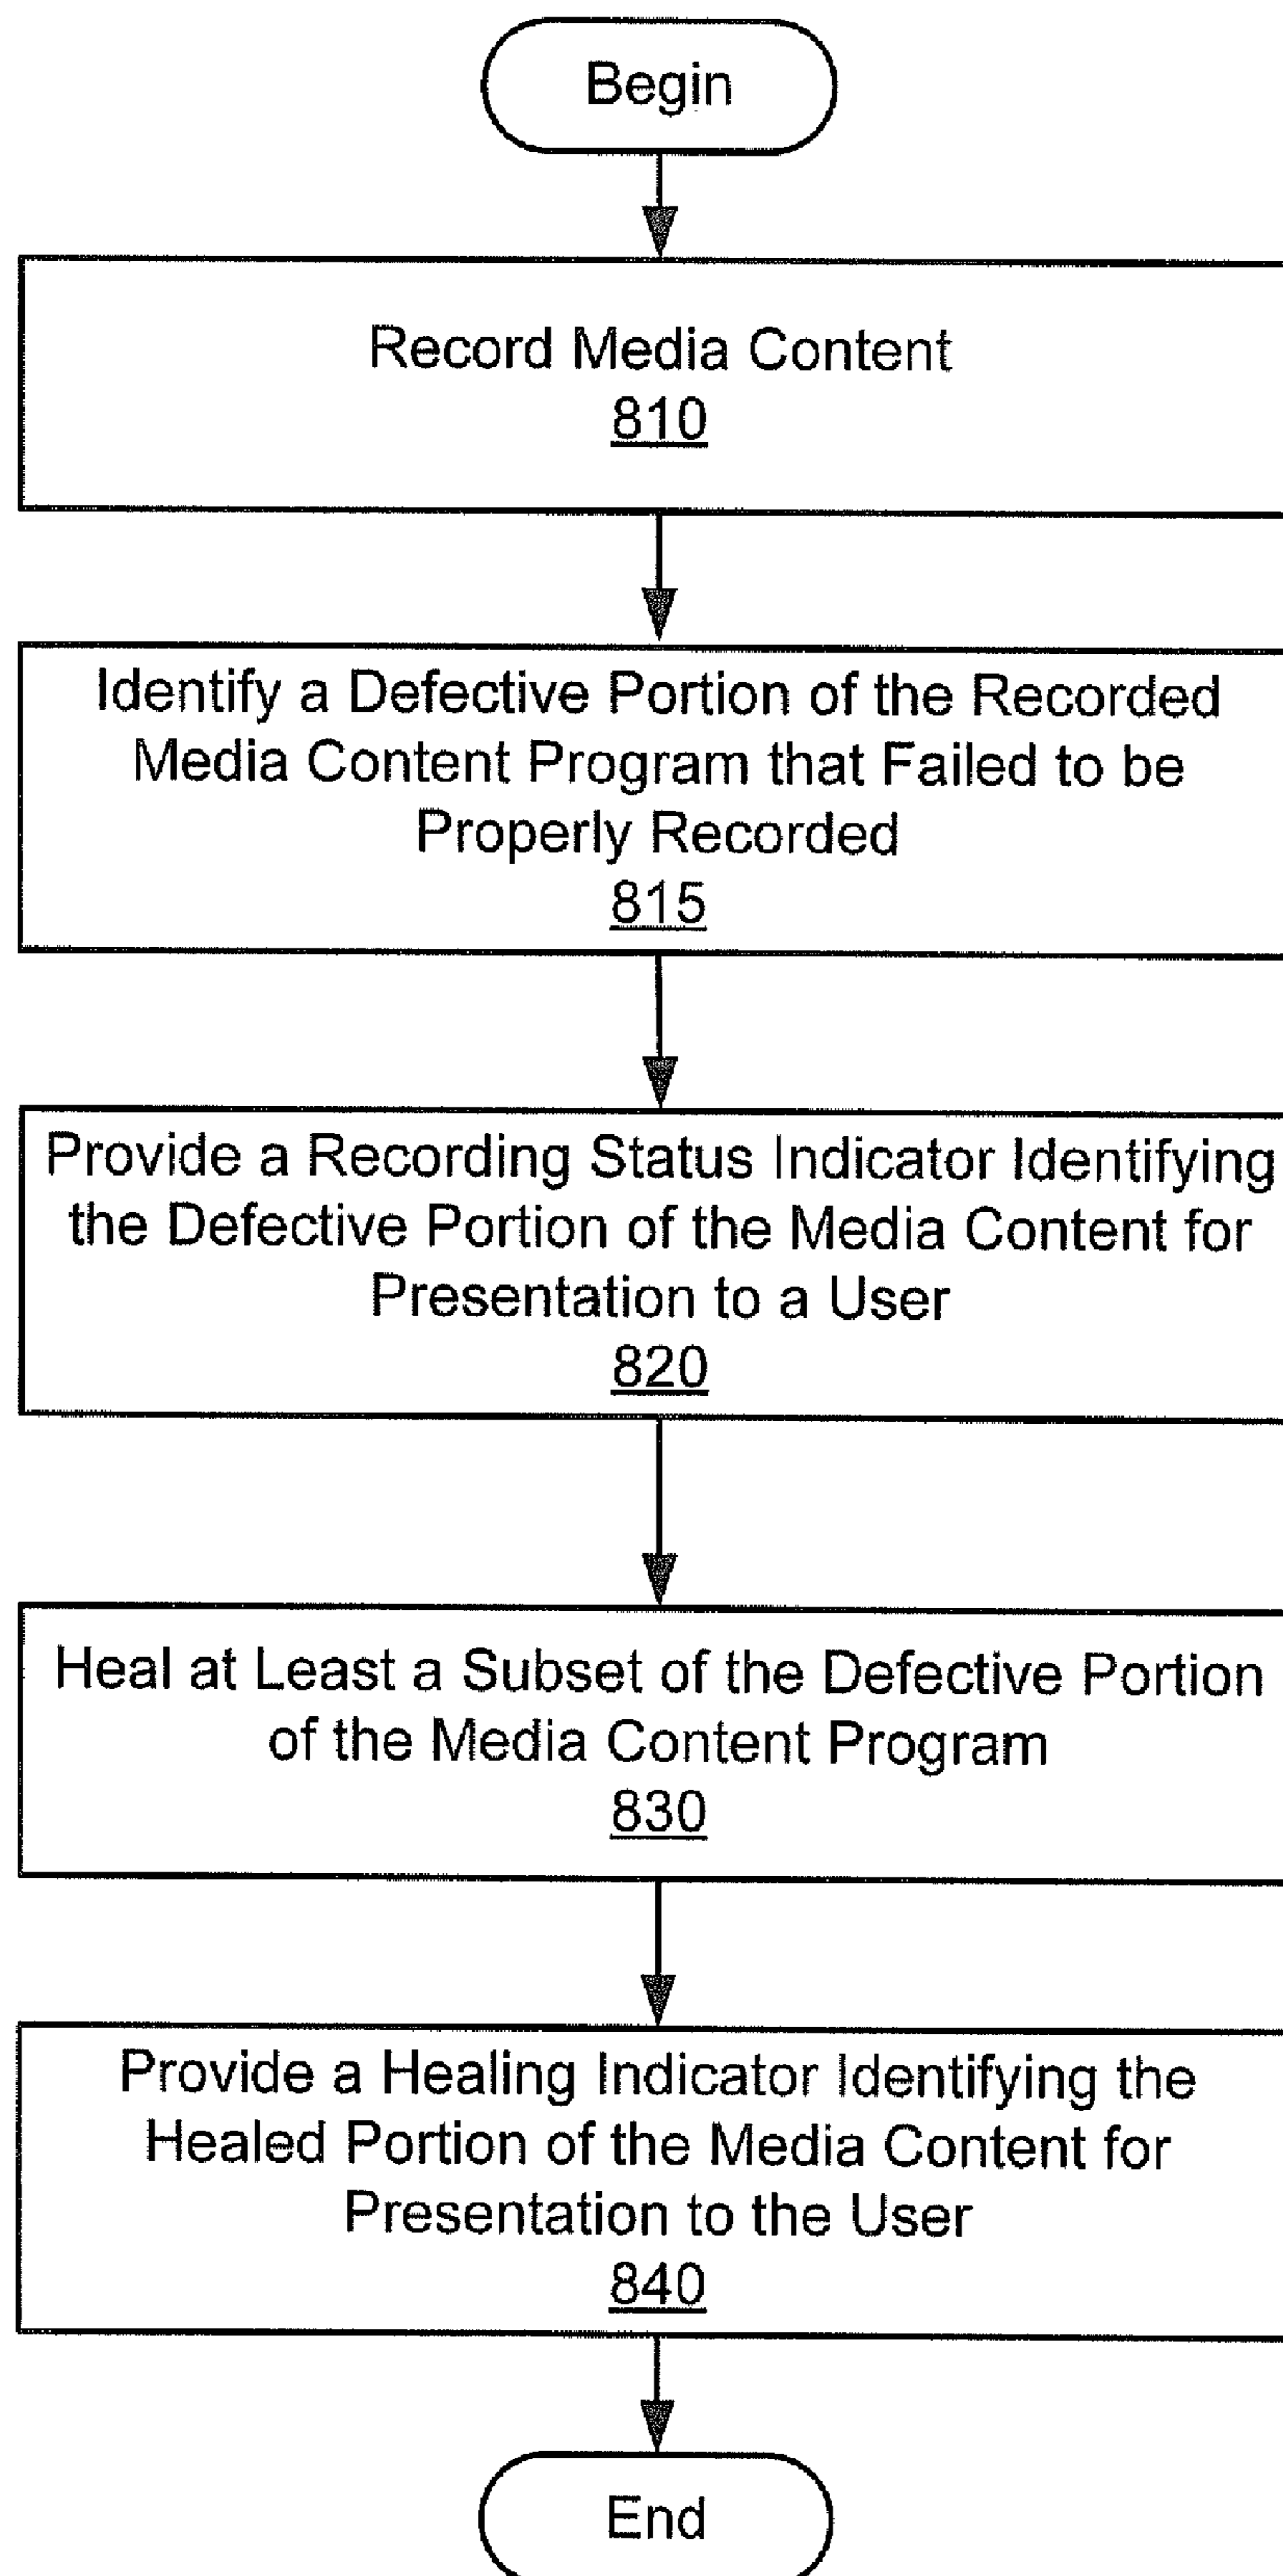 Begin
Record Media Content
810
Identify a Defective Portion of the Recorded
Media Content Program that Failed to be
Properly Recorded
815
Provide a Recording Status Indicator Identifying
the Defective Portion of the Media Content for
Presentation to a User
820
Heal at Least a Subset of the Defective Portion
of the Media Content Program
830
Provide a Healing Indicator Identifying the
Healed Portion of the Media Content for
Presentation to the User
840
End